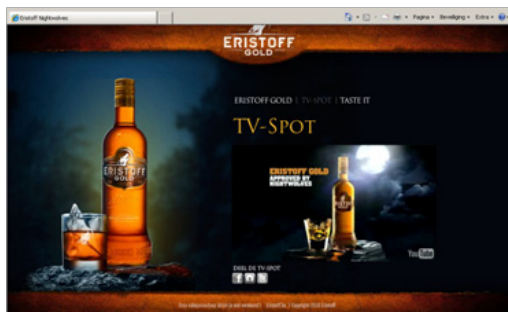 Eristoff Nightwolves
Pagina
Beveiliging
Extra
ERISTOFF
GOLD
ERISTOFF GOLD | TV-SPOT | TASTE IT
TV-SPOT
ERISTOFF GOLD
APPROVED BY
NIGHTWOLVES
YouTube
ERISTOFF
GOLD
DEEL DE TV-SPOT